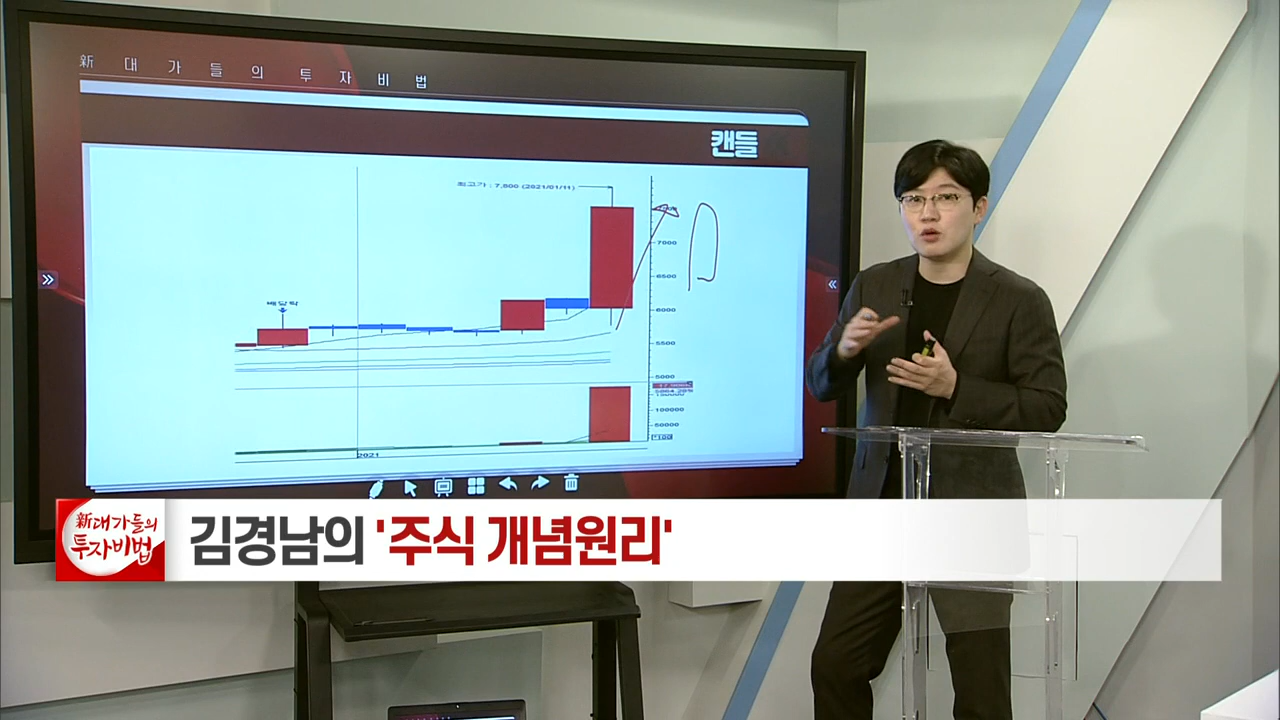 新 대 가 들 의 투 자 비 법
캔들
최고가 : 7,800 (2021/01/11)
7000
6500
배당락
6000
5500
5000
150000
100000
50000
*100
2021
新대가들의
투자비법
김경남의 '주식 개념원리'